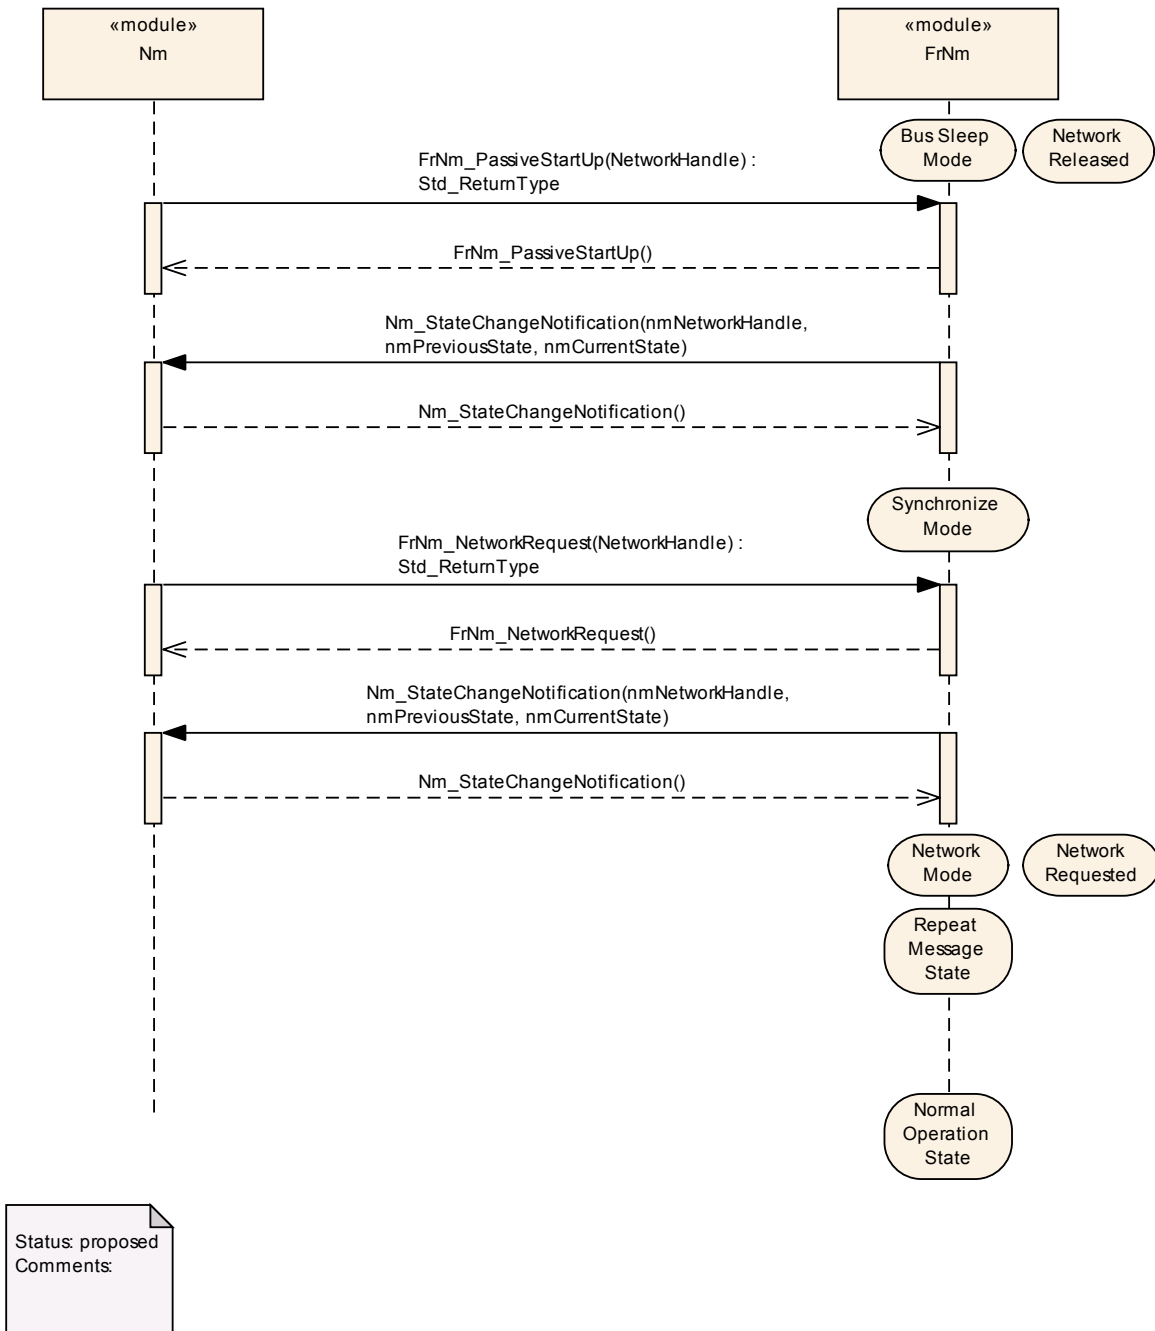 «module»
Nm
«module»
FrNm
Bus Sleep
Mode
Network
Released
FrNm_PassiveStartUp(NetworkHandle) :
Std_ReturnType
FrNm_PassiveStartUp()
Nm_StateChangeNotification(nmNetworkHandle,
nmPreviousState, nmCurrentState)
Nm_StateChangeNotification()
Synchronize
Mode
FrNm_NetworkRequest(NetworkHandle) :
Std_ReturnType
FrNm_NetworkRequest()
Nm_StateChangeNotification(nmNetworkHandle,
nmPreviousState, nmCurrentState)
Nm_StateChangeNotification()
Network
Mode
Network
Requested
Repeat
Message
State
Normal
Operation
State
Status: proposed
Comments: